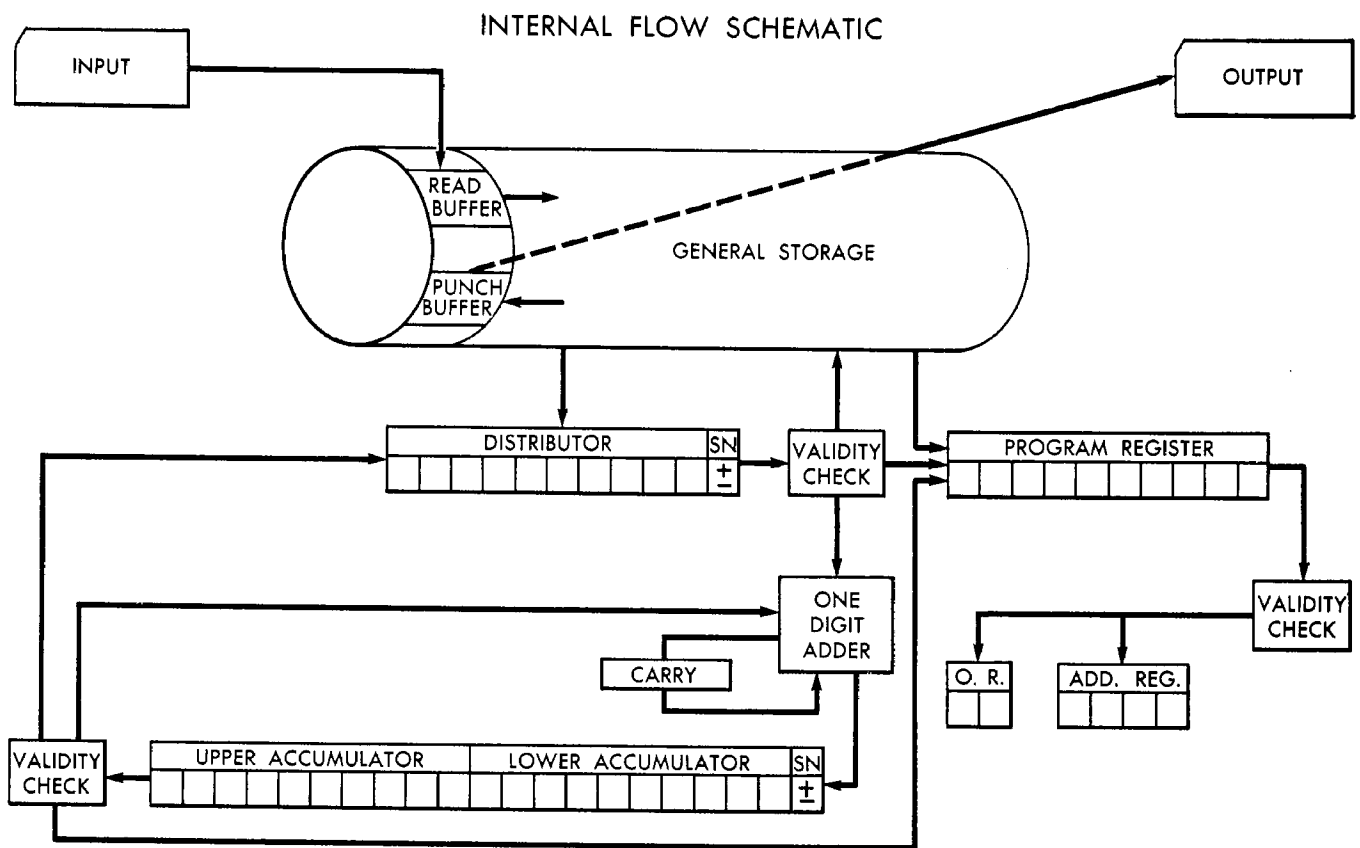 INTERNAL FLOW SCHEMATIC
INPUT
OUTPUT
READ
BUFFER
GENERAL STORAGE
PUNCH
BUFFER
DISTRIBUTOR
SN
±
VALIDITY
CHECK
PROGRAM REGISTER
ONE
DIGIT
ADDER
CARRY
VALIDITY
CHECK
O. R.
ADD. REG.
VALIDITY
CHECK
UPPER ACCUMULATOR
LOWER ACCUMULATOR
SN
±